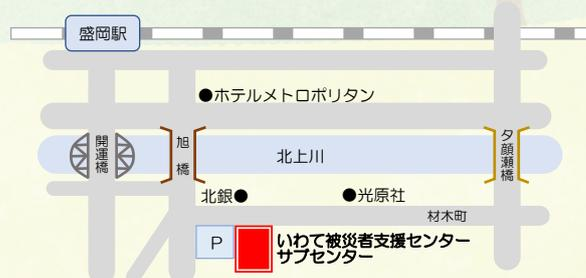 盛岡駅
●ホテルメトロポリタン
開運橋
旭橋
北上川
夕顔瀬橋
北銀●
●光原社
材木町
P
いわて被災者支援センター
サブセンター